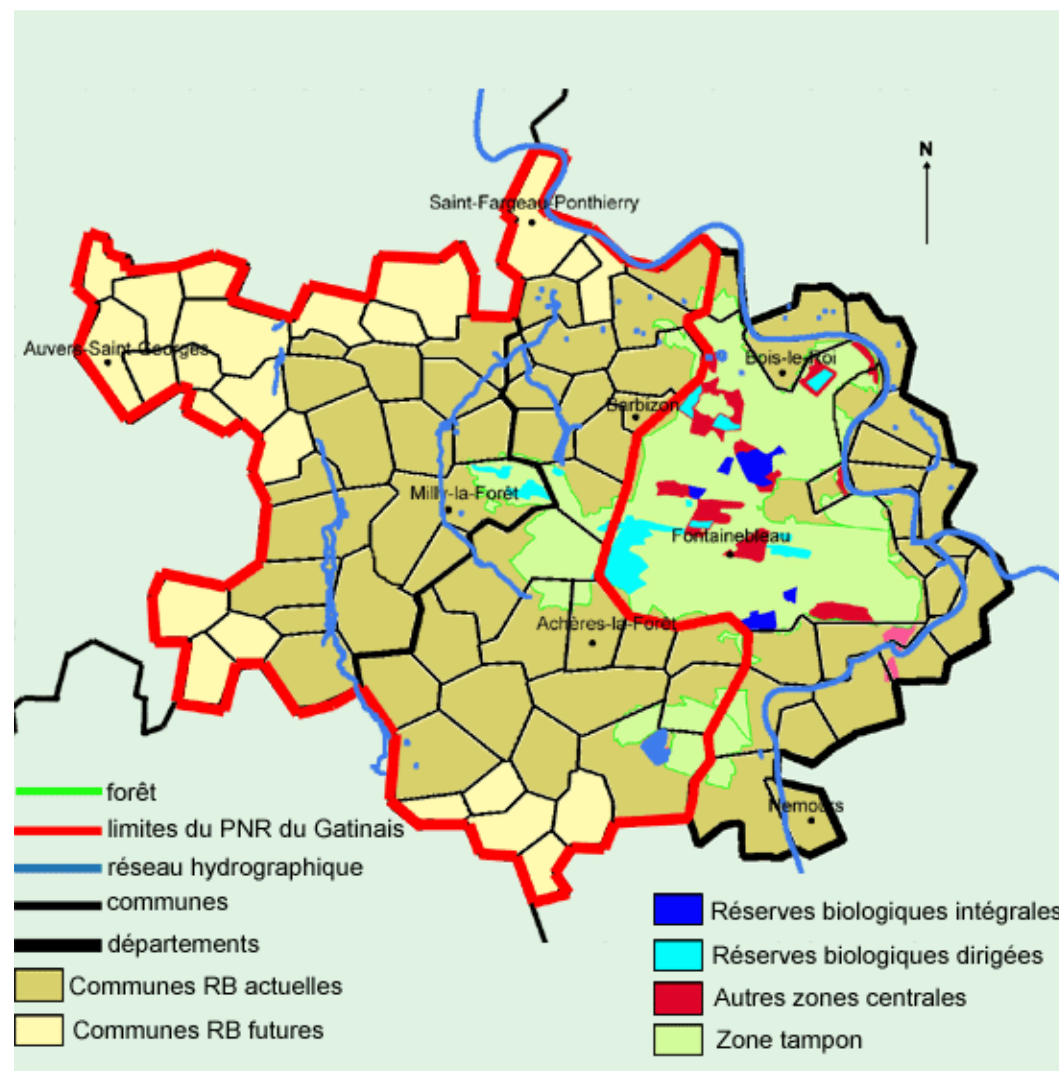 N
Saint-Fargeau-Ponthierry
Auvers-Saint-Georges
Bois-le-Roi
Barbizon
Milly-la-Forêt
Fontainebleau
Achères-la-Forêt
Nemours
forêt
limites du PNR du Gatinais
réseau hydrographique
communes
départements
Communes RB actuelles
Communes RB futures
Réserves biologiques intégrales
Réserves biologiques dirigées
Autres zones centrales
Zone tampon